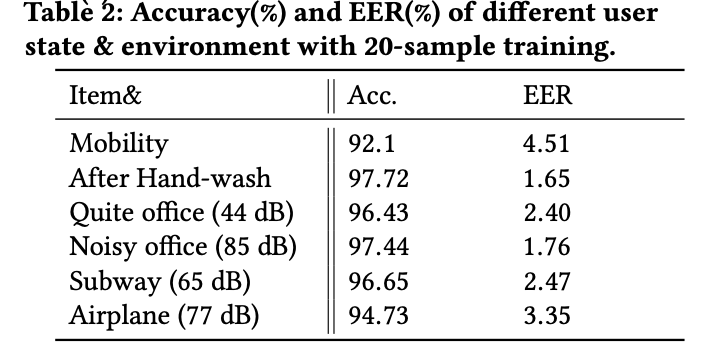 Table 2: Accuracy(%) and EER(%) of different user
state & environment with 20-sample training.
Item& Acc. EER
Mobility 92.1 4.51
After Hand-wash 97.72 1.65
Quite office (44 dB) 96.43 2.40
Noisy office (85 dB) 97.44 1.76
Subway (65 dB) 96.65 2.47
Airplane (77 dB) 94.73 3.35